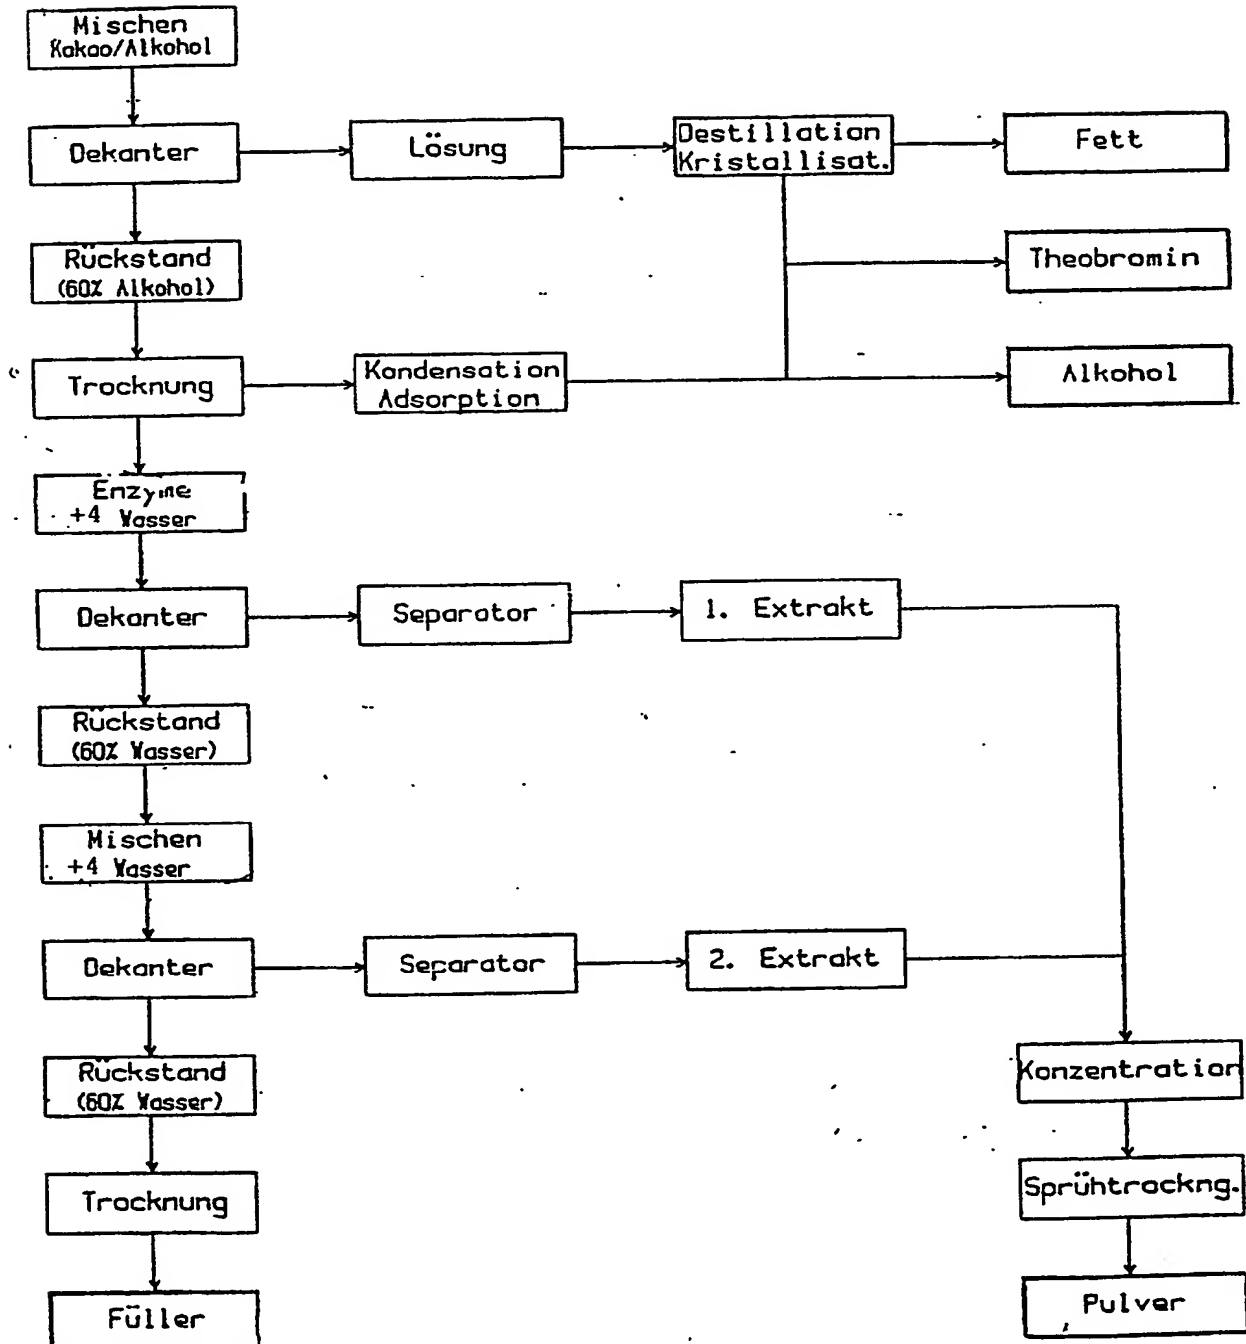 Mischen
Kakao/Alkohol
Dekanter
Lösung
Destillation
Kristallisat.
Fett
Rückstand
(60% Alkohol)
Theobromin
Trocknung
Kondensation
Adsorption
Alkohol
Enzyme
+4 Wasser
Dekanter
Separator
1. Extrakt
Rückstand
(60% Wasser)
Mischen
+4 Wasser
Dekanter
Separator
2. Extrakt
Rückstand
(60% Wasser)
Konzentration
Trocknung
Sprühtrockng.
Füller
Pulver